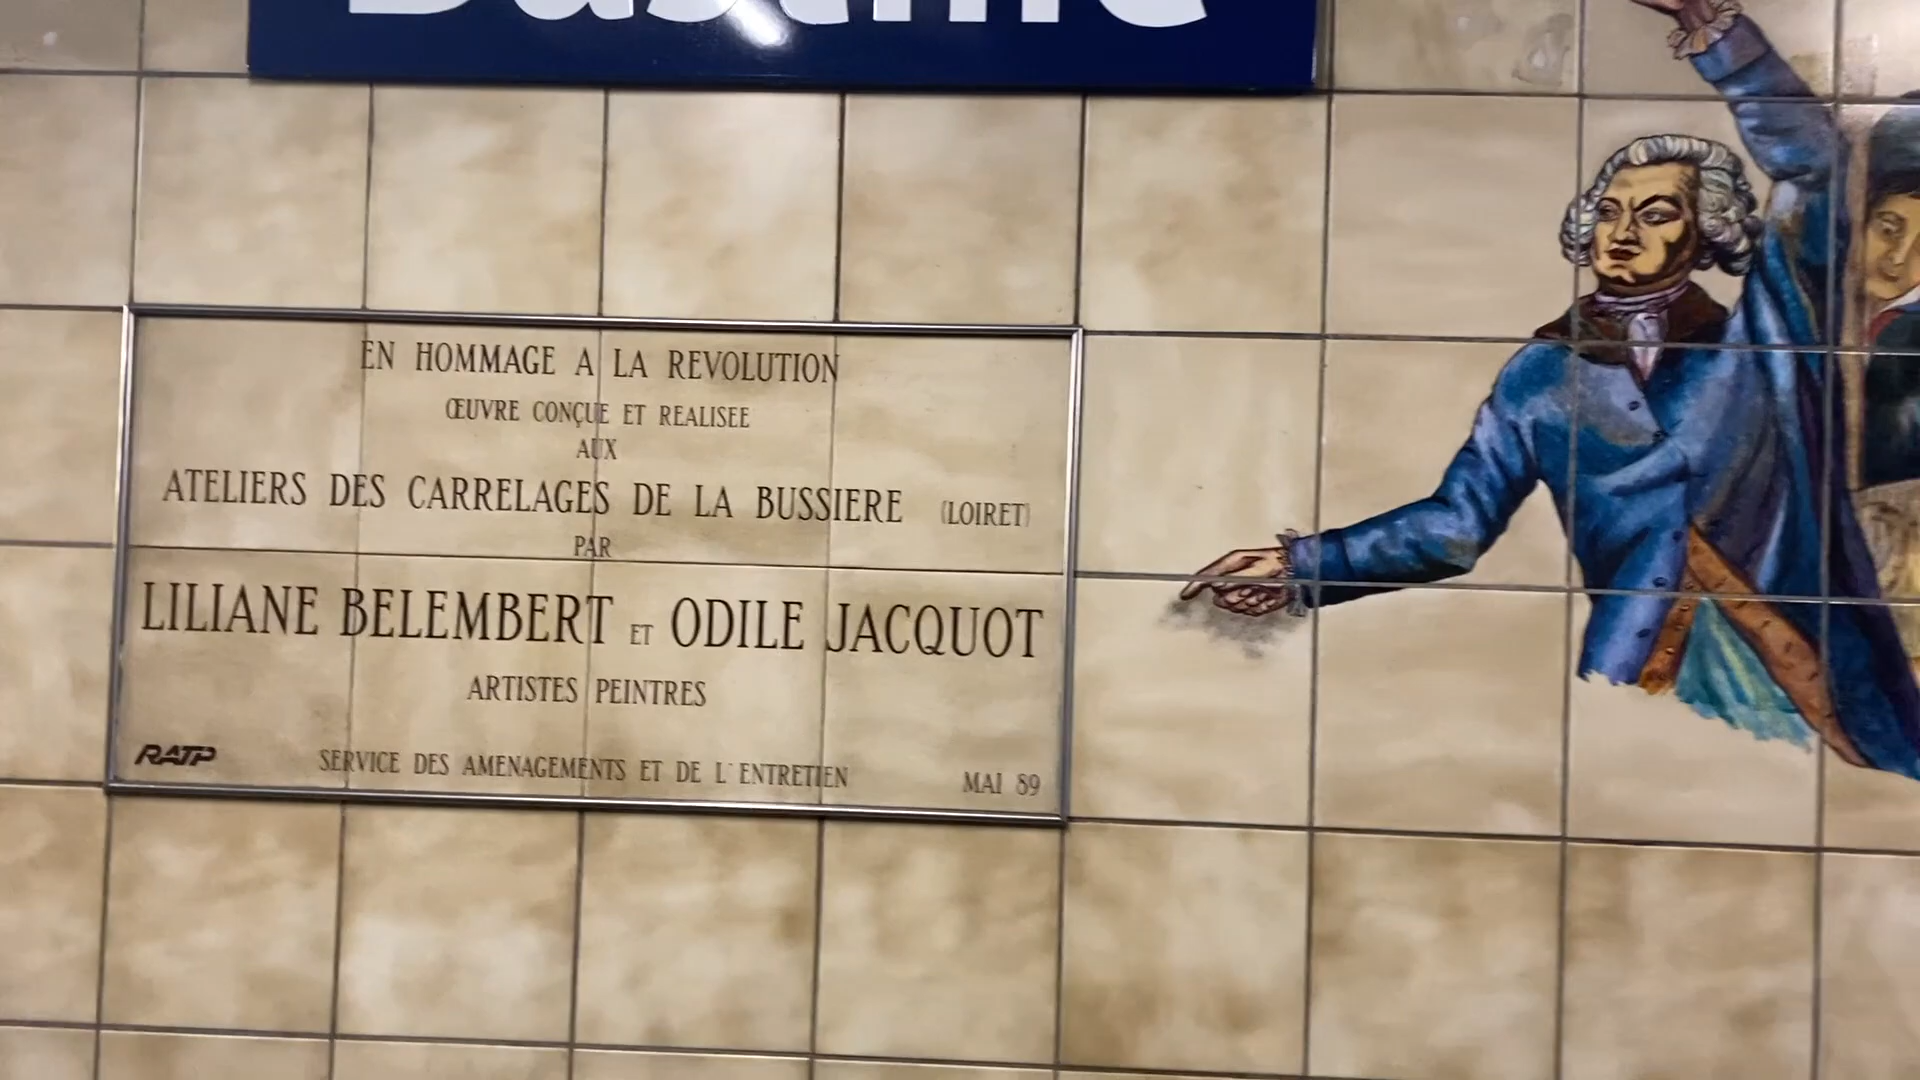 Bastille
EN HOMMAGE A LA REVOLUTION
ŒUVRE CONÇUE ET REALISEE
AUX
ATELIERS DES CARRELAGES DE LA BUSSIERE (LOIRET)
PAR
LILIANE BELEMBERT ET ODILE JACQUOT
ARTISTES PEINTRES
RATP SERVICE DES AMENAGEMENTS ET DE L'ENTRETIEN MAI 89